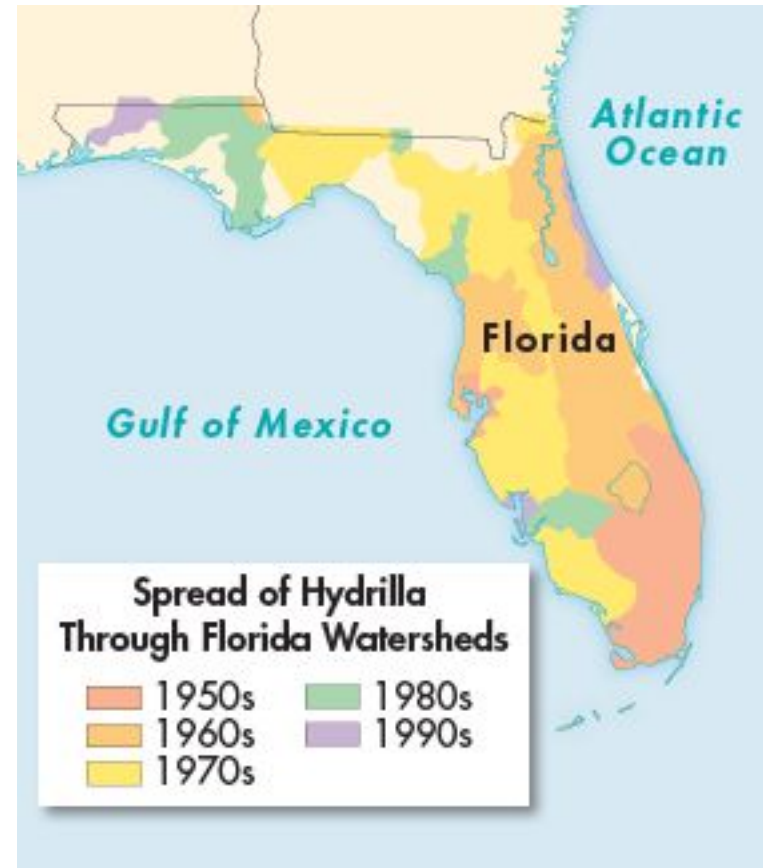 Atlantic
Ocean
Florida
Gulf of Mexico
Spread of Hydrilla
Through Florida Watersheds
1950s
1960s
1970s
1980s
1990s